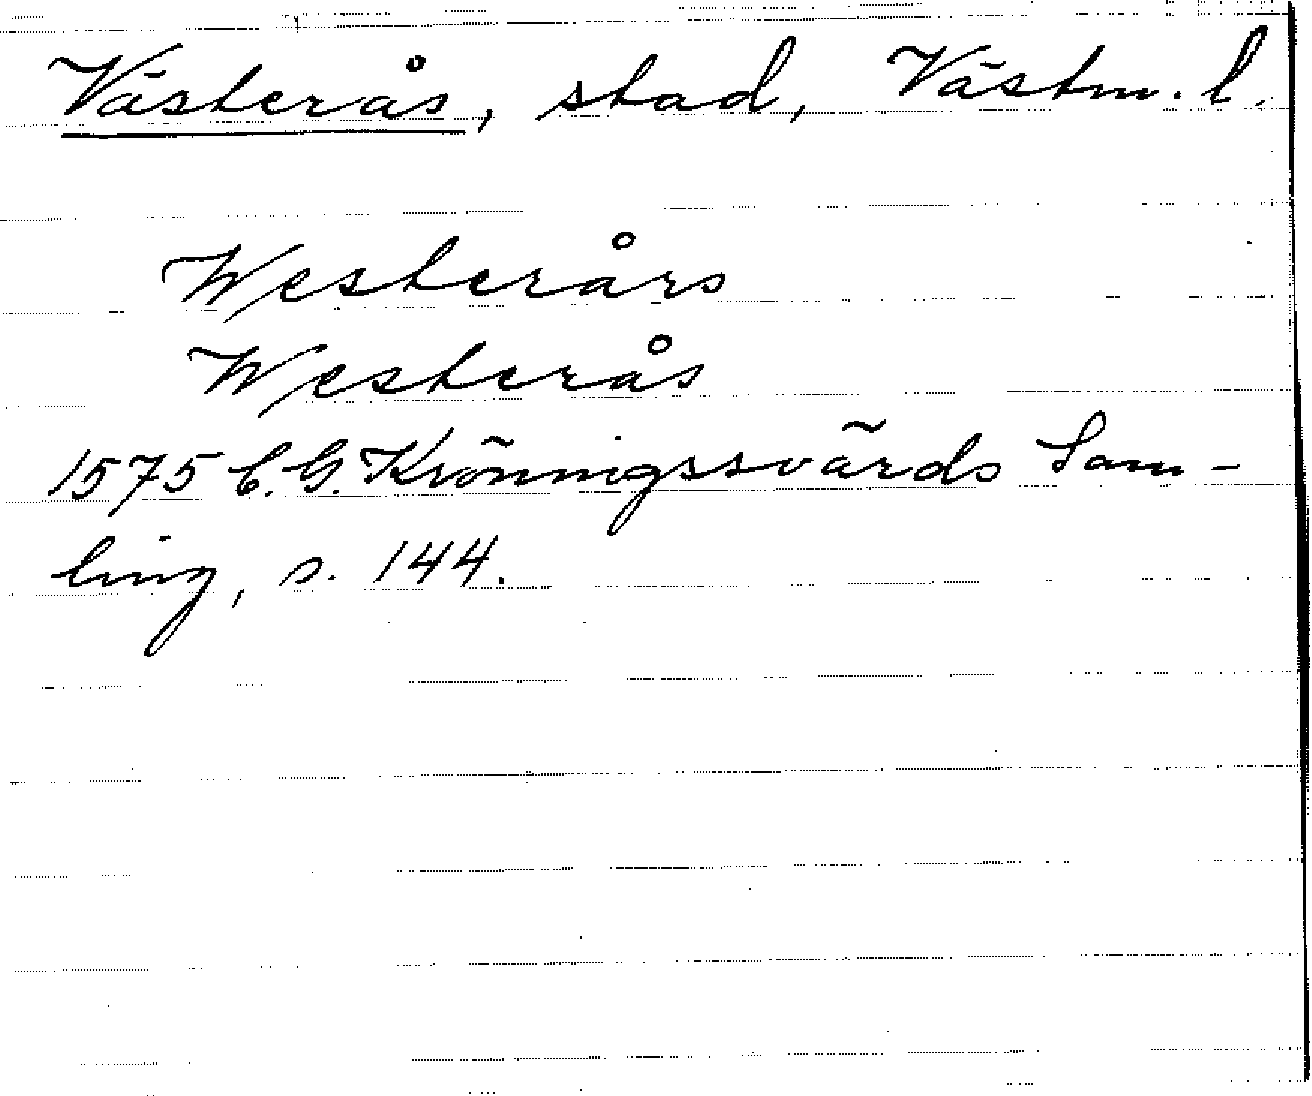 Västerås, stad, Västm. l.
Westerårs
Westerås
1575 C. G. Kröningssvärds Sam-
ling, s. 144.